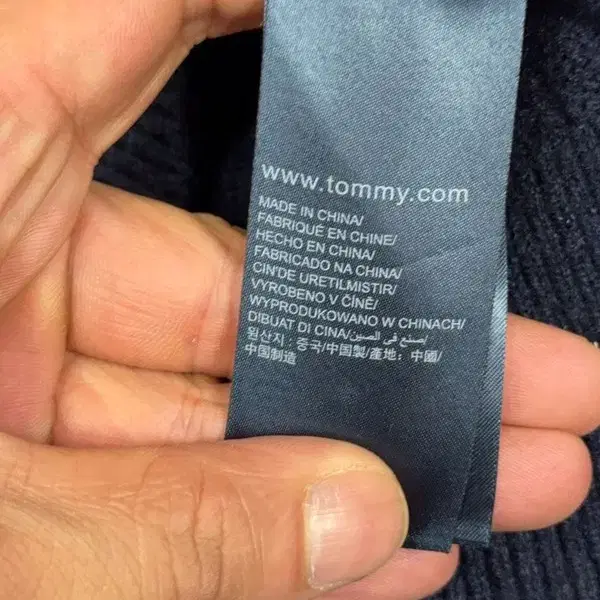 www.tommy.com
MADE IN CHINA/
FABRIQUÉ EN CHINE/
HECHO EN CHINA/
FABRICADO NA CHINA/
CIN'DE URETILMISTIR/
VYROBENO V ČÍNĚ/
WYPRODUKOWANO W CHINACH/
DIBUAT DI CINA/صنع في الصين/
원산지 : 중국/中国製/產地：中國/
中国制造